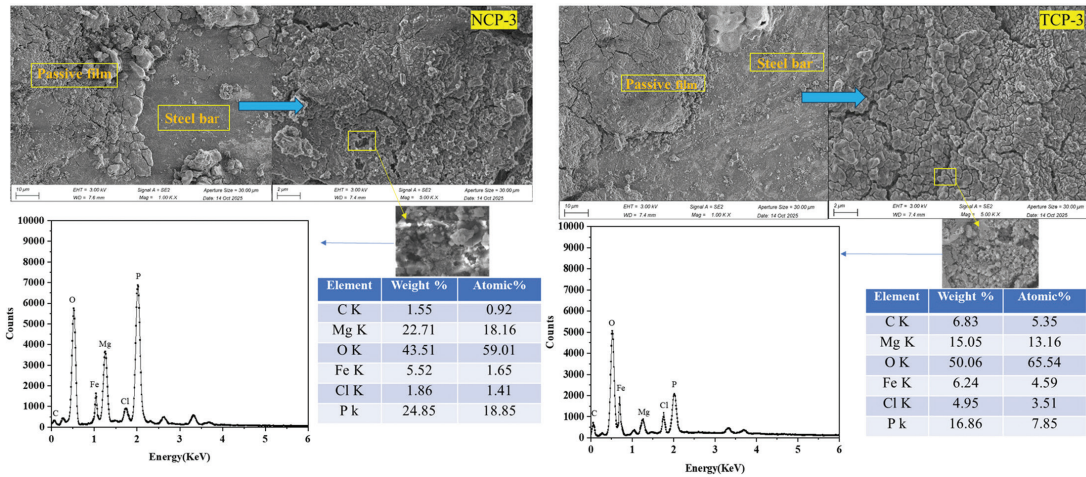 NCP-3
Passive film
Steel bar
10 μm
EHT = 3.00 kV
WD = 7.6 mm
Signal A = SE2
Mag = 1.00 K X
Aperture Size = 30.00 μm
Date: 14 Oct 2025
2 μm
EHT = 3.00 kV
WD = 7.4 mm
Signal A = SE2
Mag = 5.00 K X
Aperture Size = 30.00 μm
Date: 14 Oct 2025
TCP-3
Passive film
Steel bar
10 μm
EHT = 3.00 kV
WD = 7.4 mm
Signal A = SE2
Mag = 1.00 K X
Aperture Size = 30.00 μm
Date: 14 Oct 2025
2 μm
EHT = 3.00 kV
WD = 7.4 mm
Signal A = SE2
Mag = 5.00 K X
Aperture Size = 30.00 μm
Date: 14 Oct 2025
10000
9000
8000
7000
6000
5000
4000
3000
2000
1000
0
Counts
C
O
Fe
Mg
Cl
P
0 1 2 3 4 5 6
Energy(KeV)
Element Weight % Atomic%
C K 1.55 0.92
Mg K 22.71 18.16
O K 43.51 59.01
Fe K 5.52 1.65
Cl K 1.86 1.41
P k 24.85 18.85
10000
9000
8000
7000
6000
5000
4000
3000
2000
1000
0
Counts
C
O
Fe
Mg
Cl
P
0 1 2 3 4 5 6
Energy(KeV)
Element Weight % Atomic%
C K 6.83 5.35
Mg K 15.05 13.16
O K 50.06 65.54
Fe K 6.24 4.59
Cl K 4.95 3.51
P k 16.86 7.85